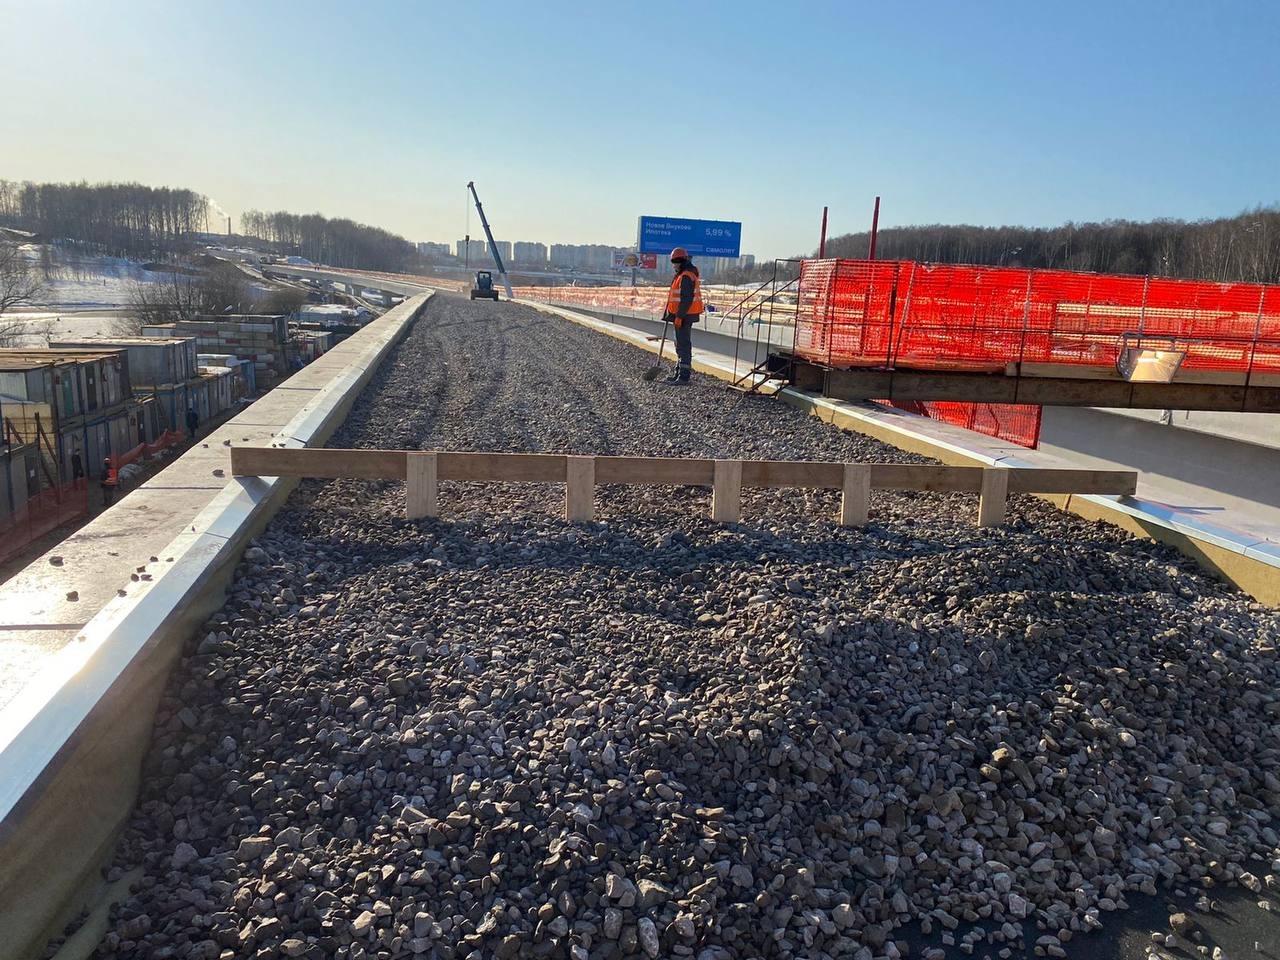 Новое Внуково
Ипотека
5,99 %
самолет